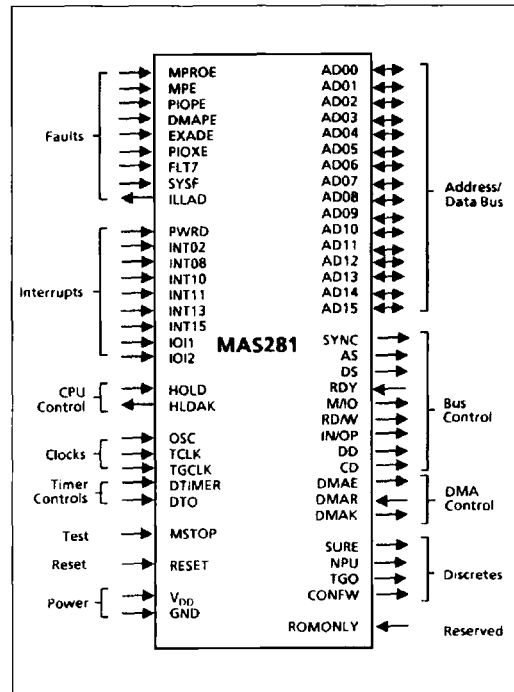 Faults
MPROE
MPE
PIOPE
DMAPE
EXADE
PIOXE
FLT7
SYSF
ILLAD
Interrupts
PWRD
INT02
INT08
INT10
INT11
INT13
INT15
IOI1
IOI2
CPU
Control
HOLD
HLDAK
Clocks
OSC
TCLK
TGCLK
Timer
Controls
DTIMER
DTO
Test
MSTOP
Reset
RESET
Power
VDD
GND
MAS281
AD00
AD01
AD02
AD03
AD04
AD05
AD06
AD07
AD08
AD09
AD10
AD11
AD12
AD13
AD14
AD15
Address/
Data Bus
SYNC
AS
DS
RDY
M/IO
RD/W
IN/OP
DD
CD
Bus
Control
DMAE
DMAR
DMAK
DMA
Control
SURE
NPU
TGO
CONFW
Discretes
ROMONLY
Reserved